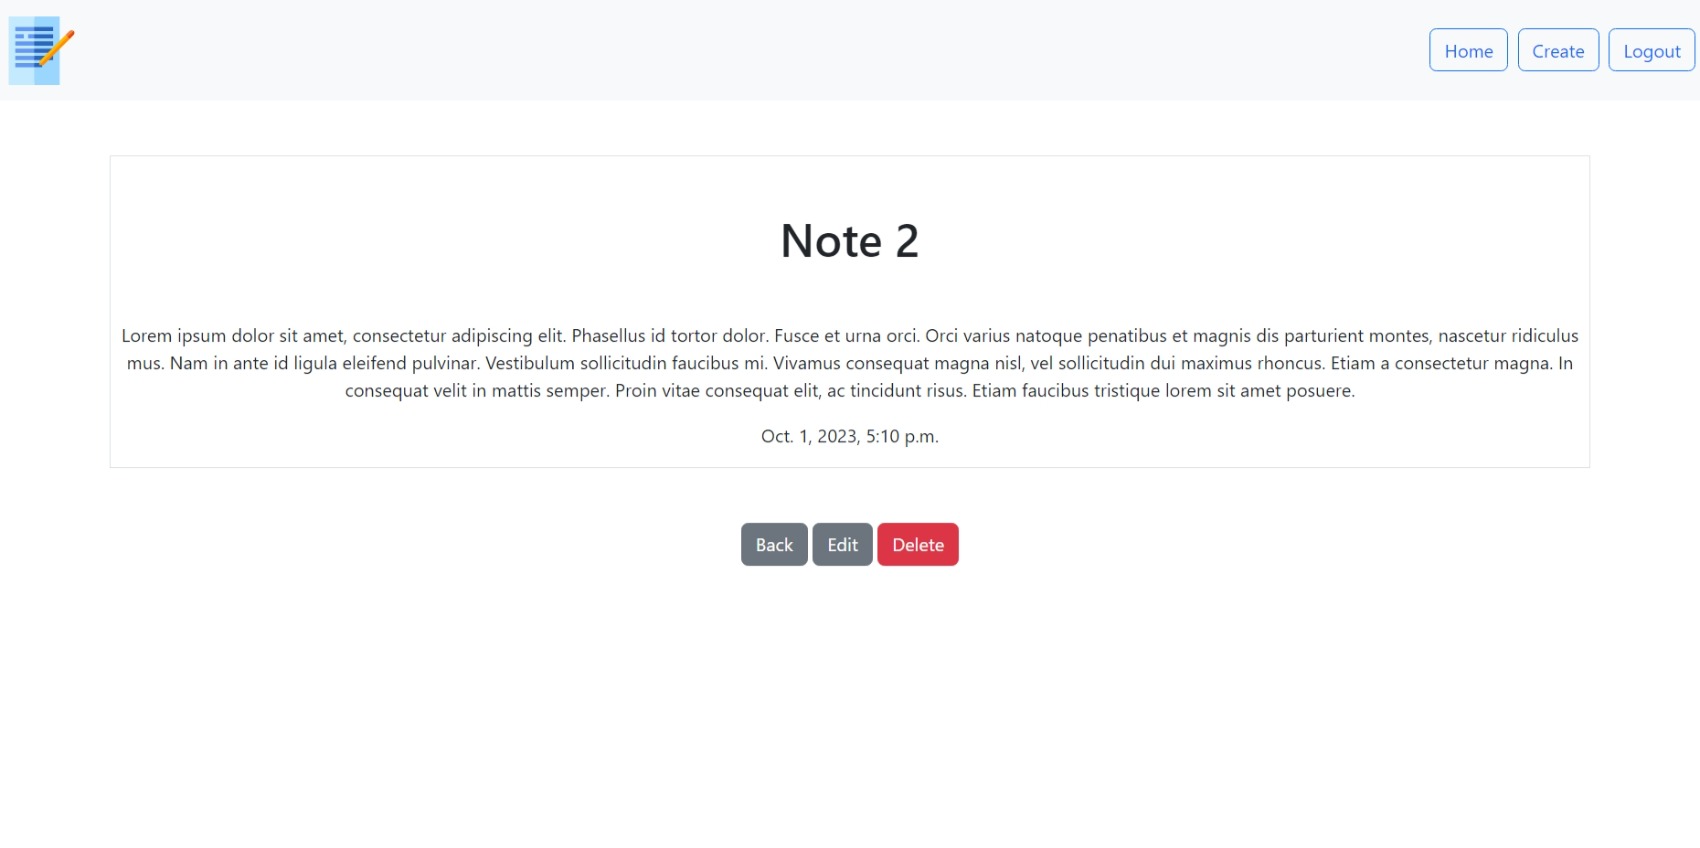 Home Create Logout
Note 2
Lorem ipsum dolor sit amet, consectetur adipiscing elit. Phasellus id tortor dolor. Fusce et urna orci. Orci varius natoque penatibus et magnis dis parturient montes, nascetur ridiculus
mus. Nam in ante id ligula eleifend pulvinar. Vestibulum sollicitudin faucibus mi. Vivamus consequat magna nisl, vel sollicitudin dui maximus rhoncus. Etiam a consectetur magna. In
consequat velit in mattis semper. Proin vitae consequat elit, ac tincidunt risus. Etiam faucibus tristique lorem sit amet posuere.
Oct. 1, 2023, 5:10 p.m.
Back Edit Delete